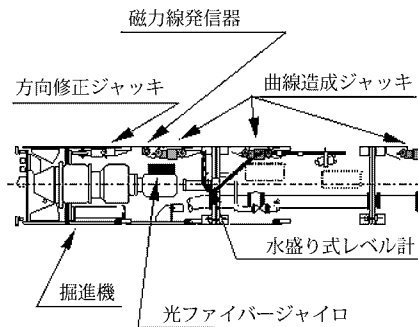 磁力線発信器
方向修正ジャッキ
曲線造成ジャッキ
水盛り式レベル計
掘進機
光ファイバージャイロ